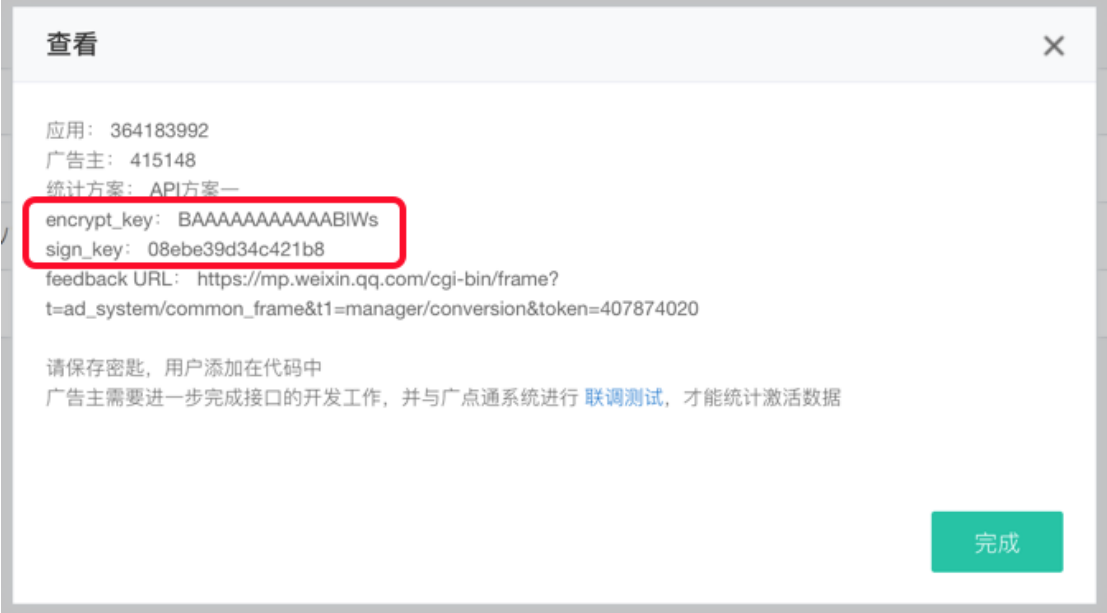 查看
应用： 364183992
广告主： 415148
统计方案： API方案一
encrypt_key： BAAAAAAAAAAABlWs
sign_key： 08ebe39d34c421b8
feedback URL： https://mp.weixin.qq.com/cgi-bin/frame?
t=ad_system/common_frame&t1=manager/conversion&token=407874020
请保存密匙，用户添加在代码中
广告主需要进一步完成接口的开发工作，并与广点通系统进行 联调测试，才能统计激活数据
完成